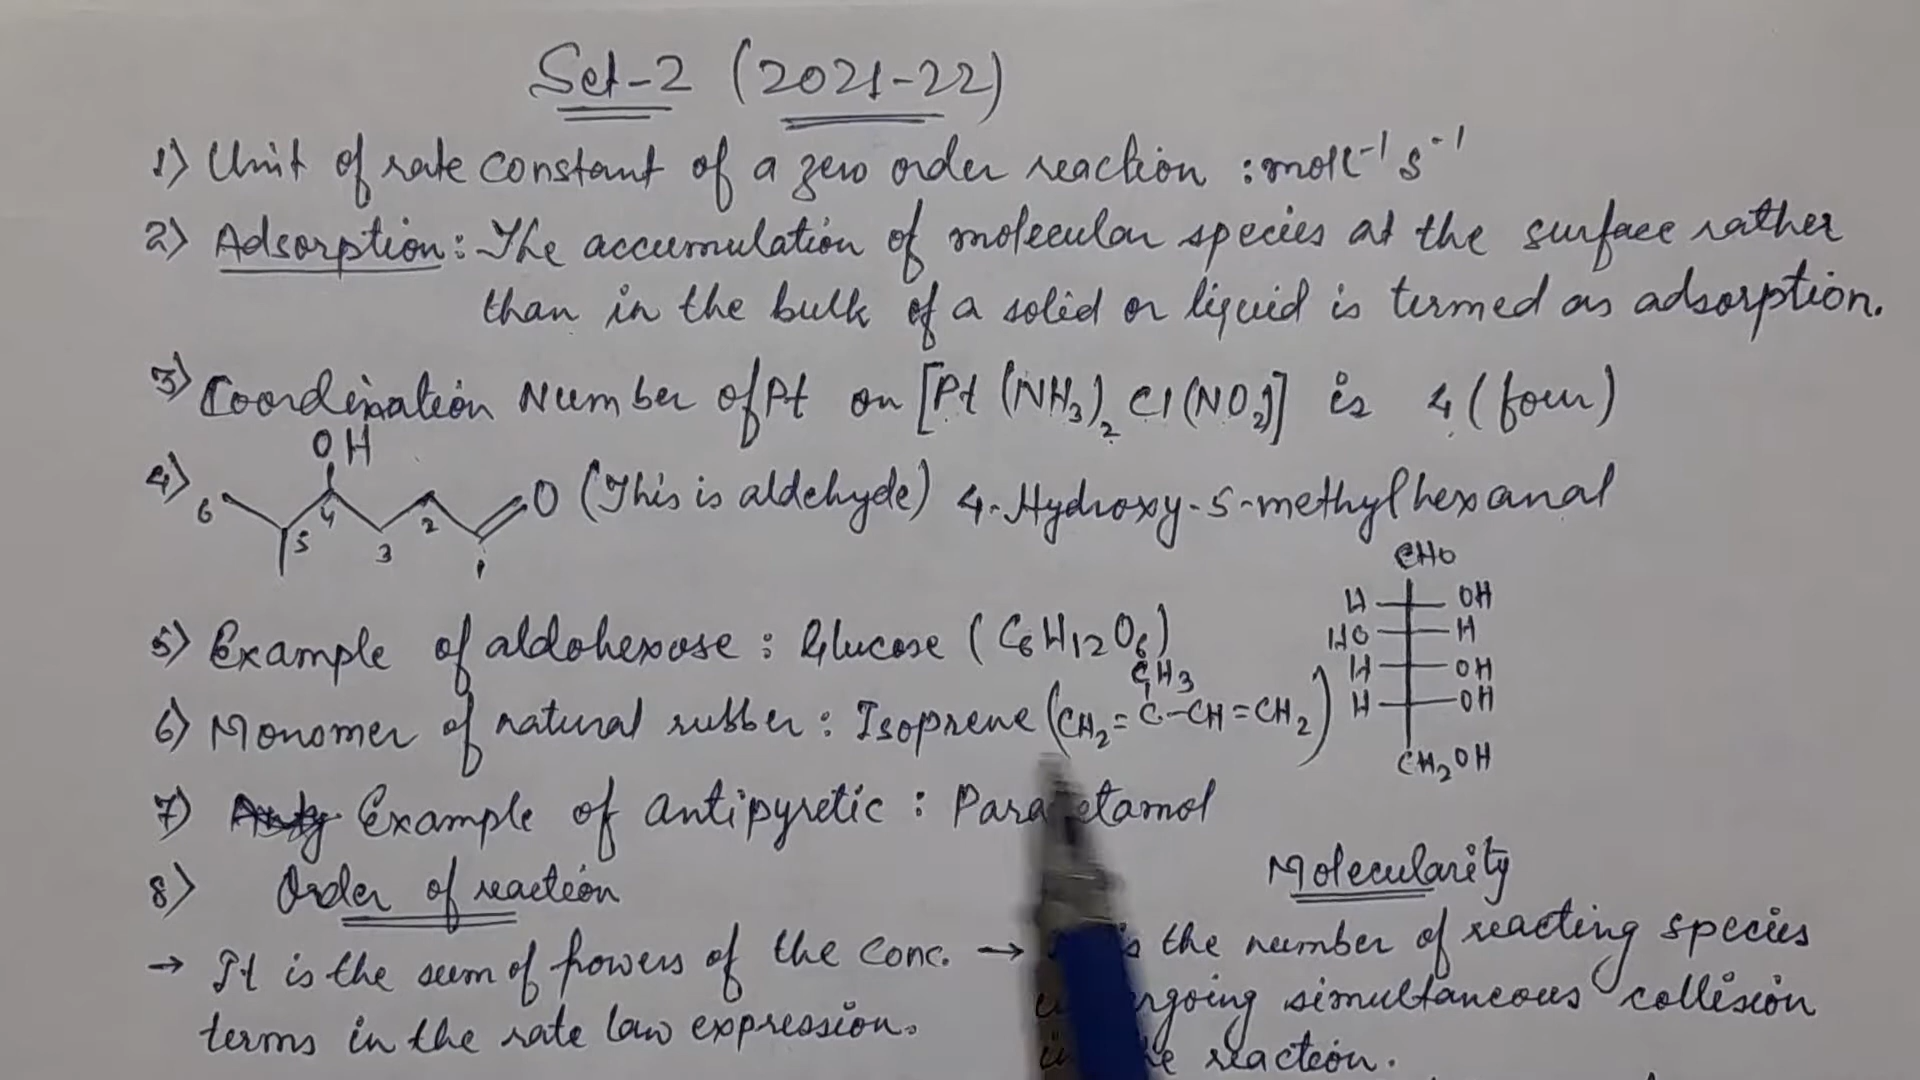 Set-2 (2021-22)
1) Unit of rate constant of a zero order reaction : mol L⁻¹ s⁻¹
2) Adsorption : The accumulation of molecular species at the surface rather
than in the bulk of a solid or liquid is termed as adsorption.
3) Coordination Number of Pt on [Pt (NH₃)₂ Cl (NO₂)] is 4 (four)
OH
4) 6 5 4 3 2 1 O (This is aldehyde) 4-Hydroxy-5-methylhexanal
CHO
H OH
5) Example of aldohexose : Glucose (C6H12O6) HO H
CH3 H OH
6) Monomer of natural rubber : Isoprene (CH₂=C-CH=CH₂) H OH
CH₂OH
7) Example of Antipyretic : Paracetamol
8) Order of reaction Molecularity
→ It is the sum of powers of the conc. → is the number of reacting species
terms in the rate law expression. simultaneous collision
reaction.